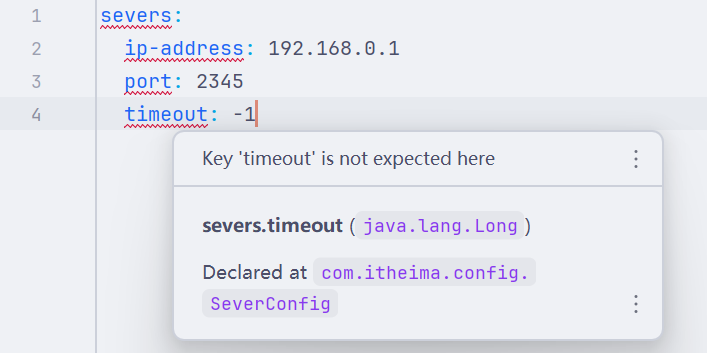 1 severs:
2 ip-address: 192.168.0.1
3 port: 2345
4 timeout: -1
Key 'timeout' is not expected here
severs.timeout (java.lang.Long)
Declared at com.itheima.config.
SeverConfig